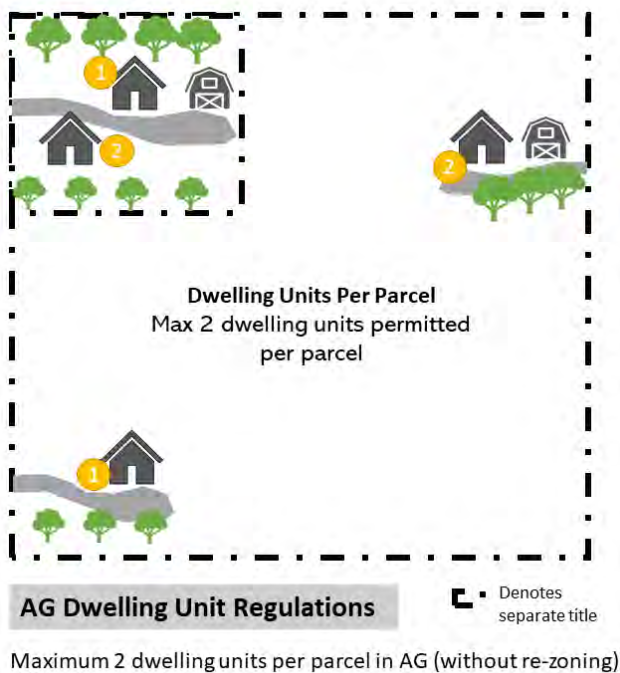 1
2
2
Dwelling Units Per Parcel
Max 2 dwelling units permitted
per parcel
1
AG Dwelling Unit Regulations
Denotes
separate title
Maximum 2 dwelling units per parcel in AG (without re-zoning)